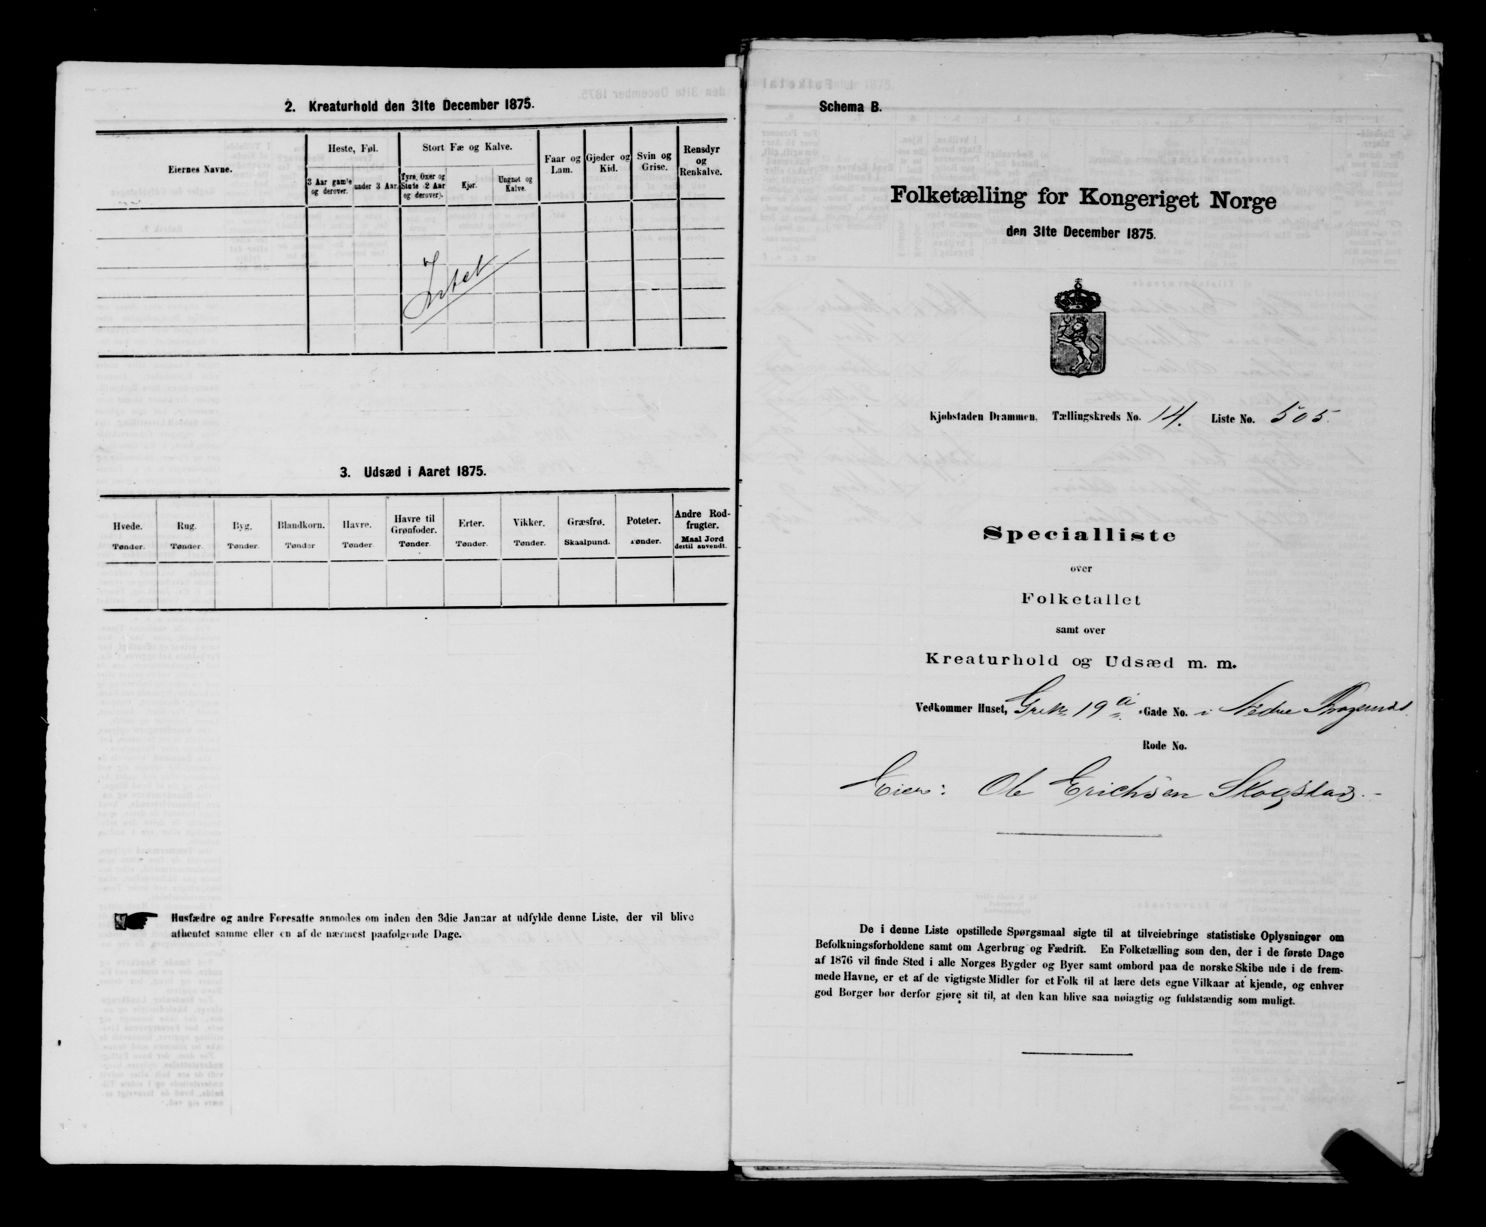 2. Kreaturhold den 31te December 1875.
Eiernes Navne.
Heste, Føl.
Stort Fæ og Kalve.
Faar og Lam.
Gjeder og Kid.
Svin og Grise.
Rensdyr og Renkalve.
3 Aar gamle og derover.
under 3 Aar.
Tyre, Oxer og Stude (2 Aar og derover).
Kjør.
Ungnøt og Kalve.
Intet
3. Udsæd i Aaret 1875.
Hvede. Rug. Byg. Blandkorn. Havre. Havre til Grønfoder. Erter. Vikker. Græsfrø. Poteter. Andre Rodfrugter.
Tønder. Tønder. Tønder. Tønder Tønder. Tønder. Tønder. Tønder. Skaalpund. Tønder. Maal Jord dertil anvendt.
Husfædre og andre Foresatte anmodes om inden den 3die Januar at udfylde denne Liste, der vil blive
afhentet samme eller en af de nærmest paafølgende Dage.
Schema B.
Folketælling for Kongeriget Norge
den 31te December 1875.
Kjøbstaden Drammen. Tællingskreds No. 14. Liste No. 505.
Specialliste
over
Folketallet
samt over
Kreaturhold og Udsæd m. m.
Vedkommer Huset, 19 a Gade No. i Nedre
Rode No.
Eier: Ole Erichsen Skogstad.
De i denne Liste opstillede Spørgsmaal sigte til at tilveiebringe statistiske Oplysninger om
Befolkningsforholdene samt om Agerbrug og Fædrift. En Folketælling som den, der i de første Dage
af 1876 vil finde Sted i alle Norges Bygder og Byer samt ombord paa de norske Skibe ude i de frem-
mede Havne, er et af de vigtigste Midler for et Folk til at lære dets egne Vilkaar at kjende, og enhver
god Borger bør derfor gjøre sit til, at den kan blive saa nøiagtig og fuldstændig som muligt.